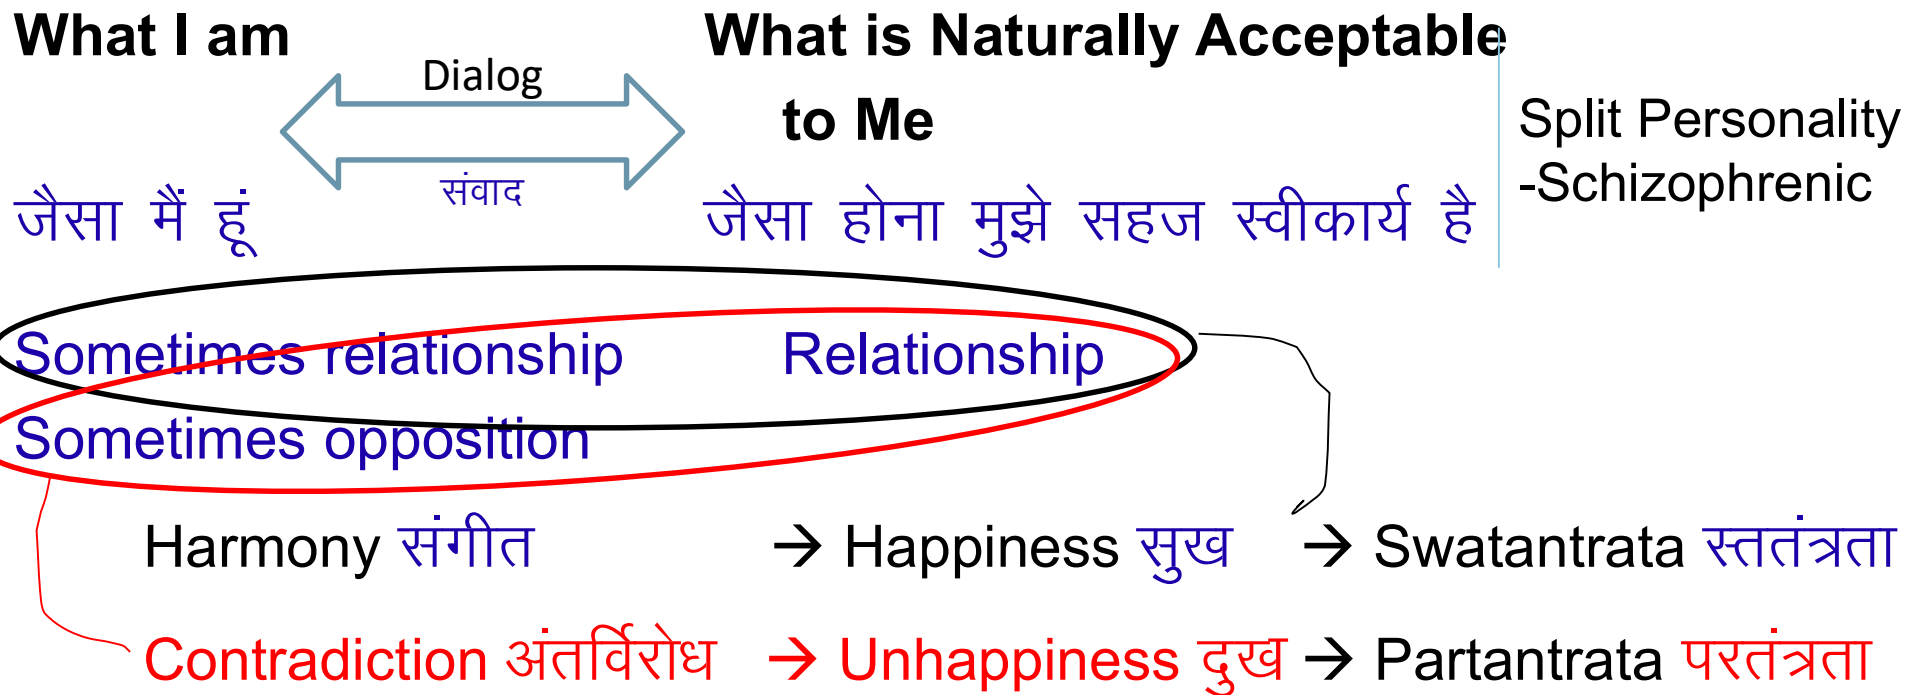 What I am
Dialog
What is Naturally Acceptable
to Me
Split Personality
-Schizophrenic
जैसा मैं हूं
संवाद
जैसा होना मुझे सहज स्वीकार्य है
Sometimes relationship Relationship
Sometimes opposition
Harmony संगीत → Happiness सुख → Swatantrata स्ततंत्रता
Contradiction अंतर्विरोध → Unhappiness दुख → Partantrata परतंत्रता